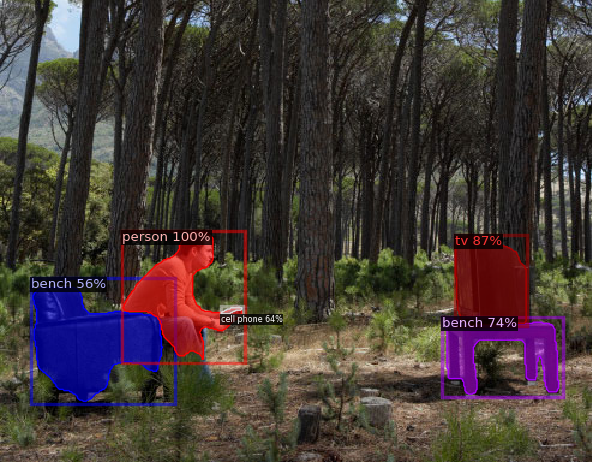 person 100%
tv 87%
bench 56%
cell phone 64%
bench 74%